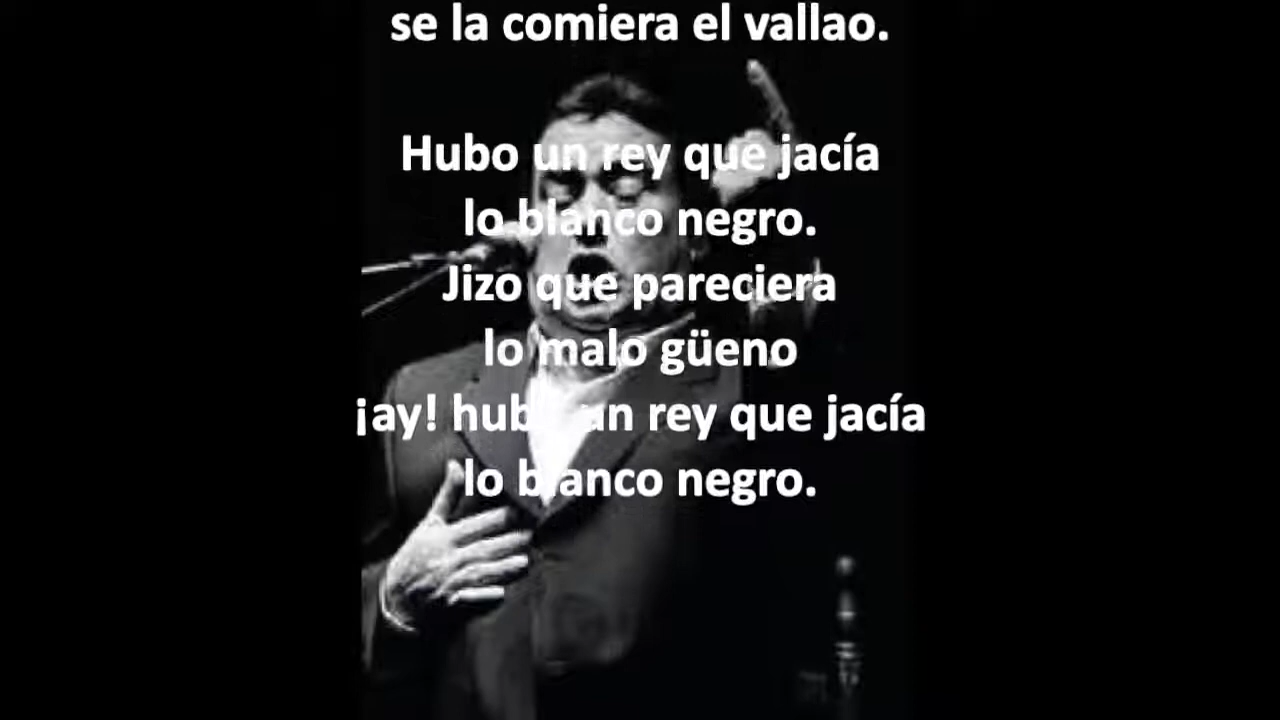 se la comiera el vallao.
Hubo un rey que jacía
lo blanco negro.
Jizo que pareciera
lo malo güeno
¡ay! hubo un rey que jacía
lo blanco negro.